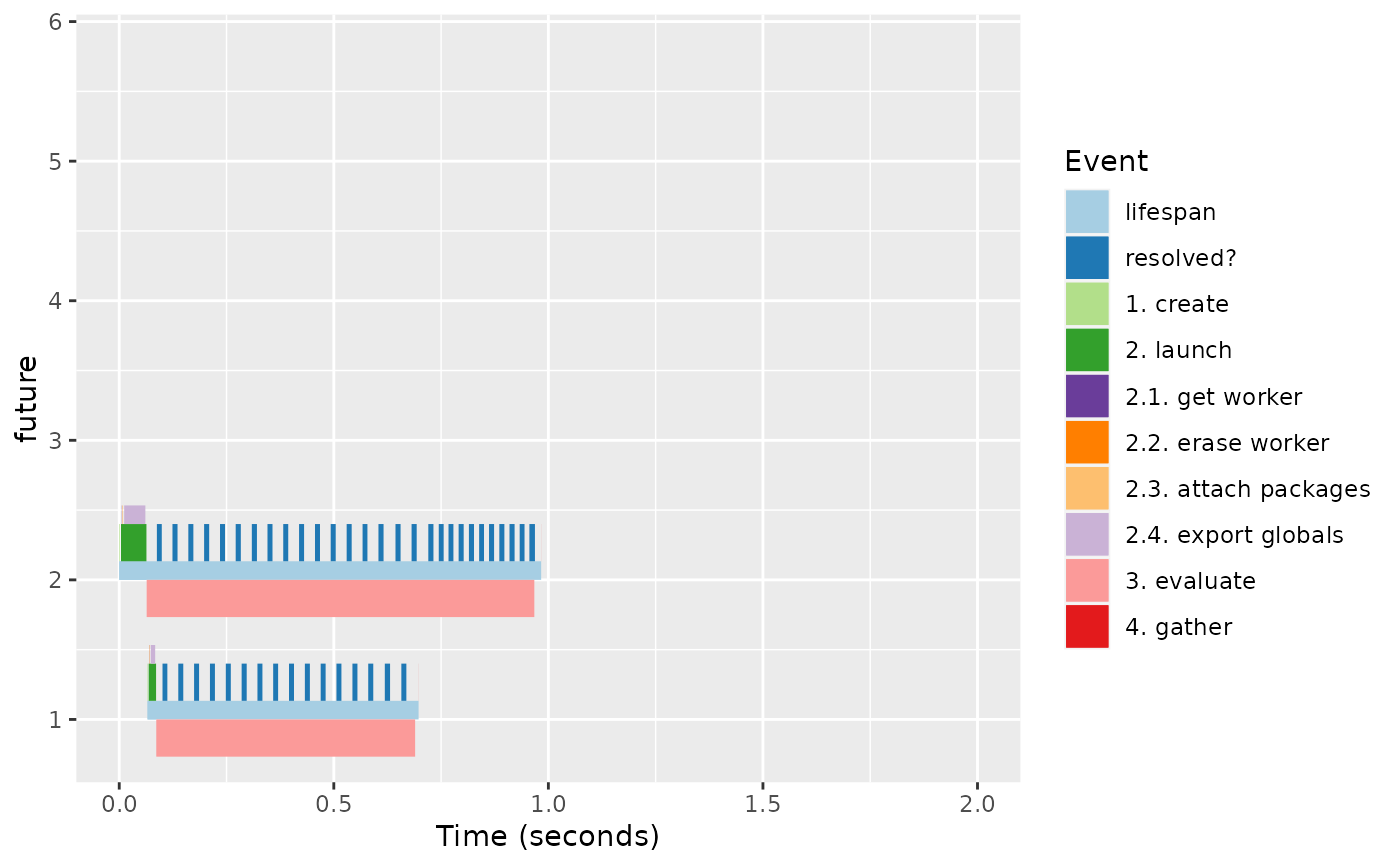 6
5
4
3
2
1
future
0.0 0.5 1.0 1.5 2.0
Time (seconds)
Event
lifespan
resolved?
1. create
2. launch
2.1. get worker
2.2. erase worker
2.3. attach packages
2.4. export globals
3. evaluate
4. gather